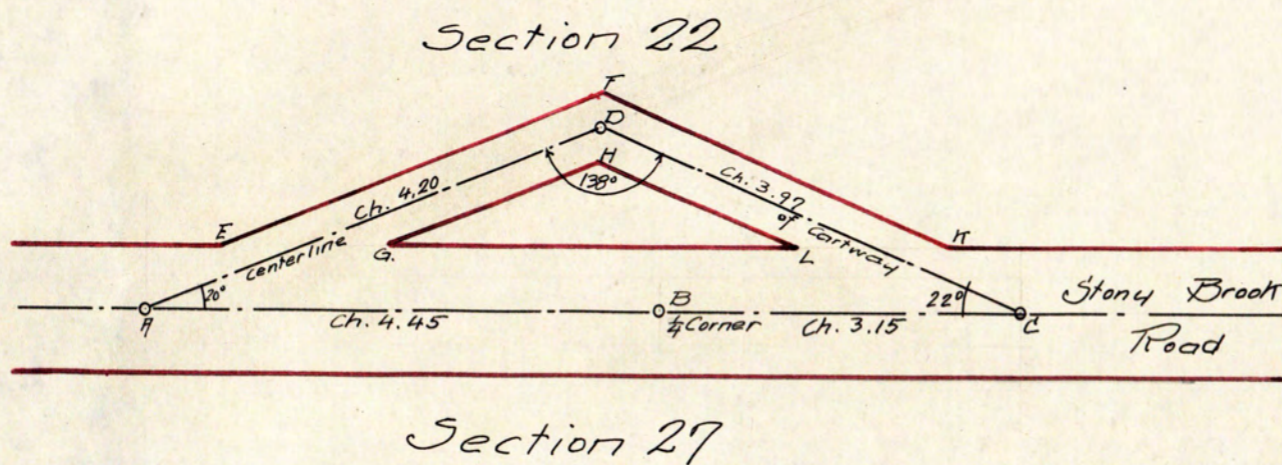 Section 22
F
D
H
138°
Ch. 4.20
Ch. 3.97
of
Cartway
Centerline
E
G.
L
K
20°
22°
A
Ch. 4.45
B
1/4 Corner
Ch. 3.15
C
Stony Brook
Road
Section 27